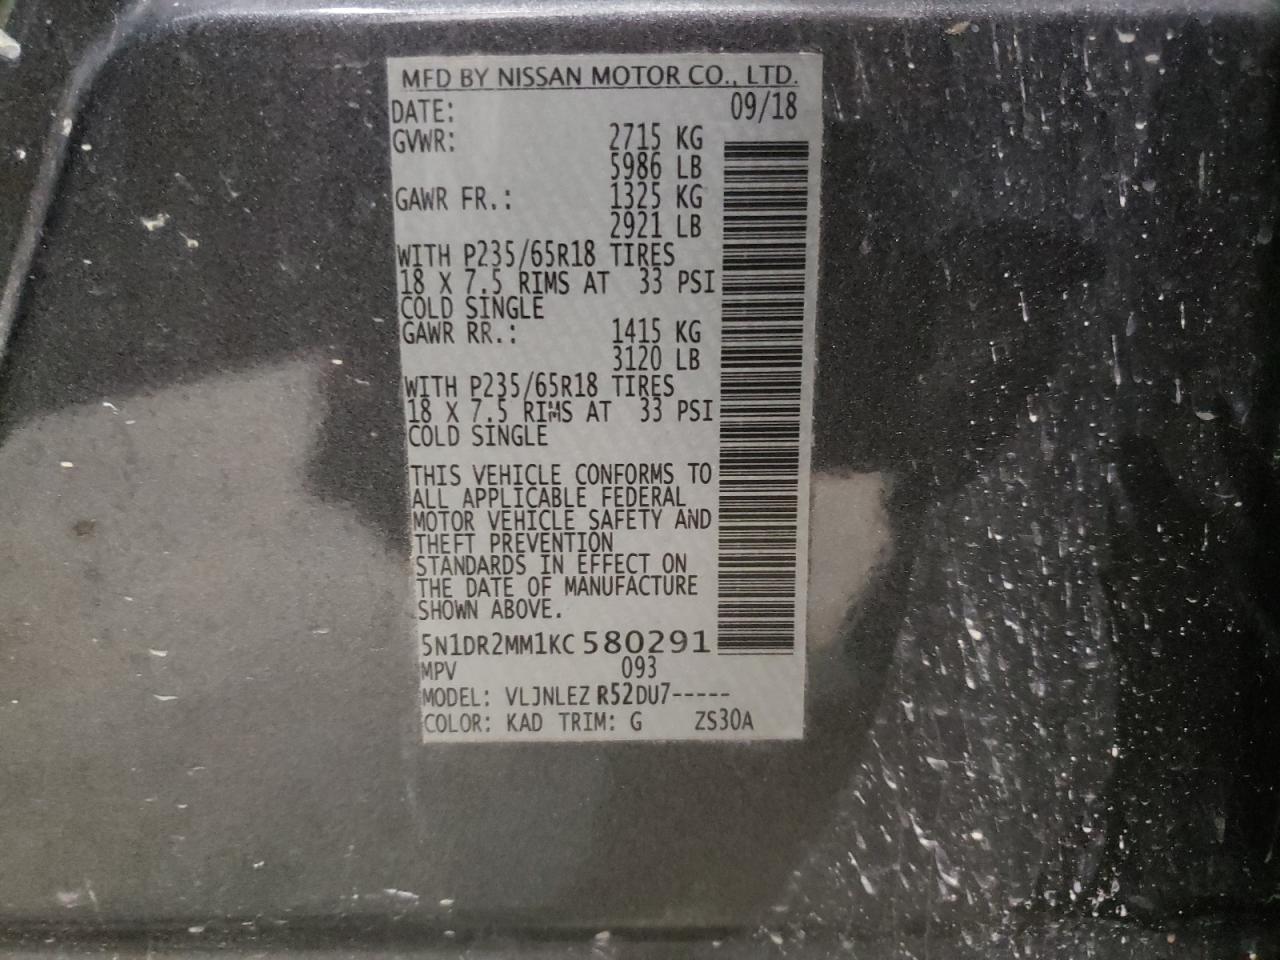 MFD BY NISSAN MOTOR CO., LTD.
DATE: 09/18
GVWR: 2715 KG
5986 LB
GAWR FR.: 1325 KG
2921 LB
WITH P235/65R18 TIRES
18 X 7.5 RIMS AT 33 PSI
COLD SINGLE
GAWR RR.: 1415 KG
3120 LB
WITH P235/65R18 TIRES
18 X 7.5 RIMS AT 33 PSI
COLD SINGLE
THIS VEHICLE CONFORMS TO
ALL APPLICABLE FEDERAL
MOTOR VEHICLE SAFETY AND
THEFT PREVENTION
STANDARDS IN EFFECT ON
THE DATE OF MANUFACTURE
SHOWN ABOVE.
5N1DR2MM1KC 580291
MPV 093
MODEL: VLJNLEZ R52DU7-----
COLOR: KAD TRIM: G ZS30A